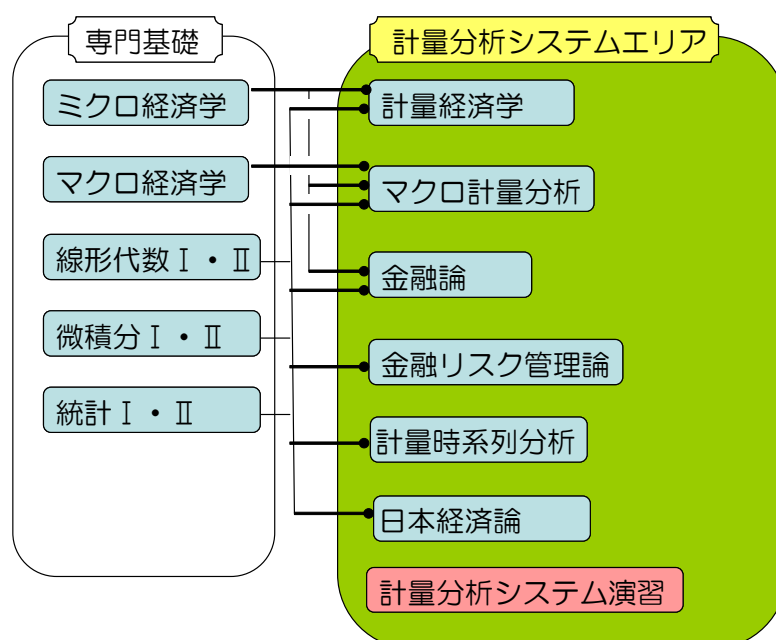 専門基礎
ミクロ経済学
マクロ経済学
線形代数Ⅰ・Ⅱ
微積分Ⅰ・Ⅱ
統計Ⅰ・Ⅱ
計量分析システムエリア
計量経済学
マクロ計量分析
金融論
金融リスク管理論
計量時系列分析
日本経済論
計量分析システム演習